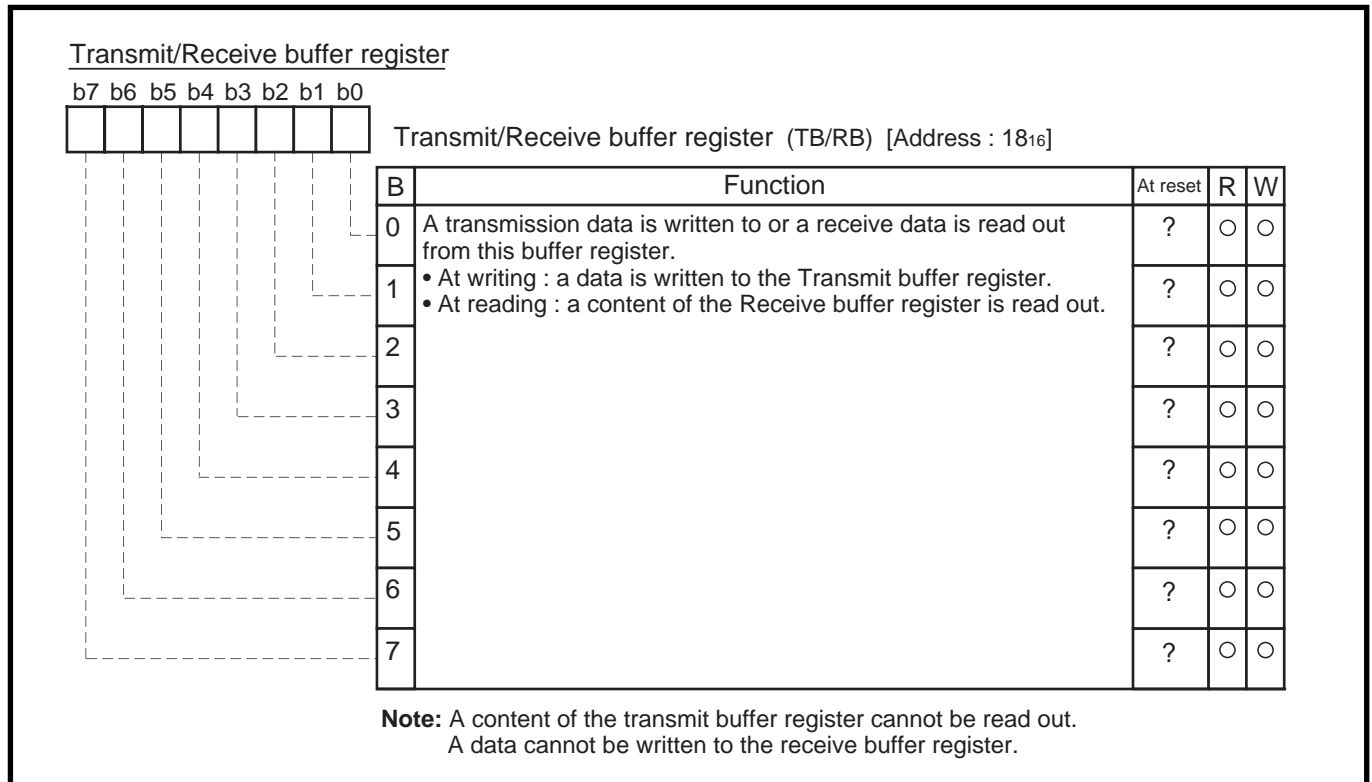 Transmit/Receive buffer register
b7 b6 b5 b4 b3 b2 b1 b0
Transmit/Receive buffer register (TB/RB) [Address : 18₁₆]
B Function At reset R W
0 A transmission data is written to or a receive data is read out ? ○ ○
from this buffer register.
• At writing : a data is written to the Transmit buffer register.
1 ? ○ ○
• At reading : a content of the Receive buffer register is read out.
2 ? ○ ○
3 ? ○ ○
4 ? ○ ○
5 ? ○ ○
6 ? ○ ○
7 ? ○ ○
Note: A content of the transmit buffer register cannot be read out.
A data cannot be written to the receive buffer register.